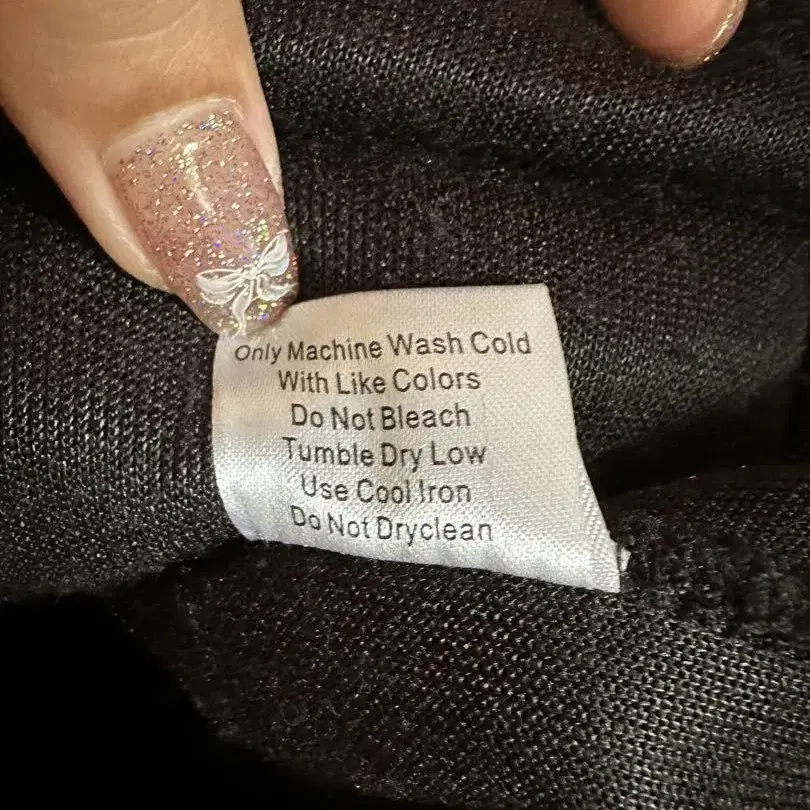 Only Machine Wash Cold
With Like Colors
Do Not Bleach
Tumble Dry Low
Use Cool Iron
Do Not Dryclean